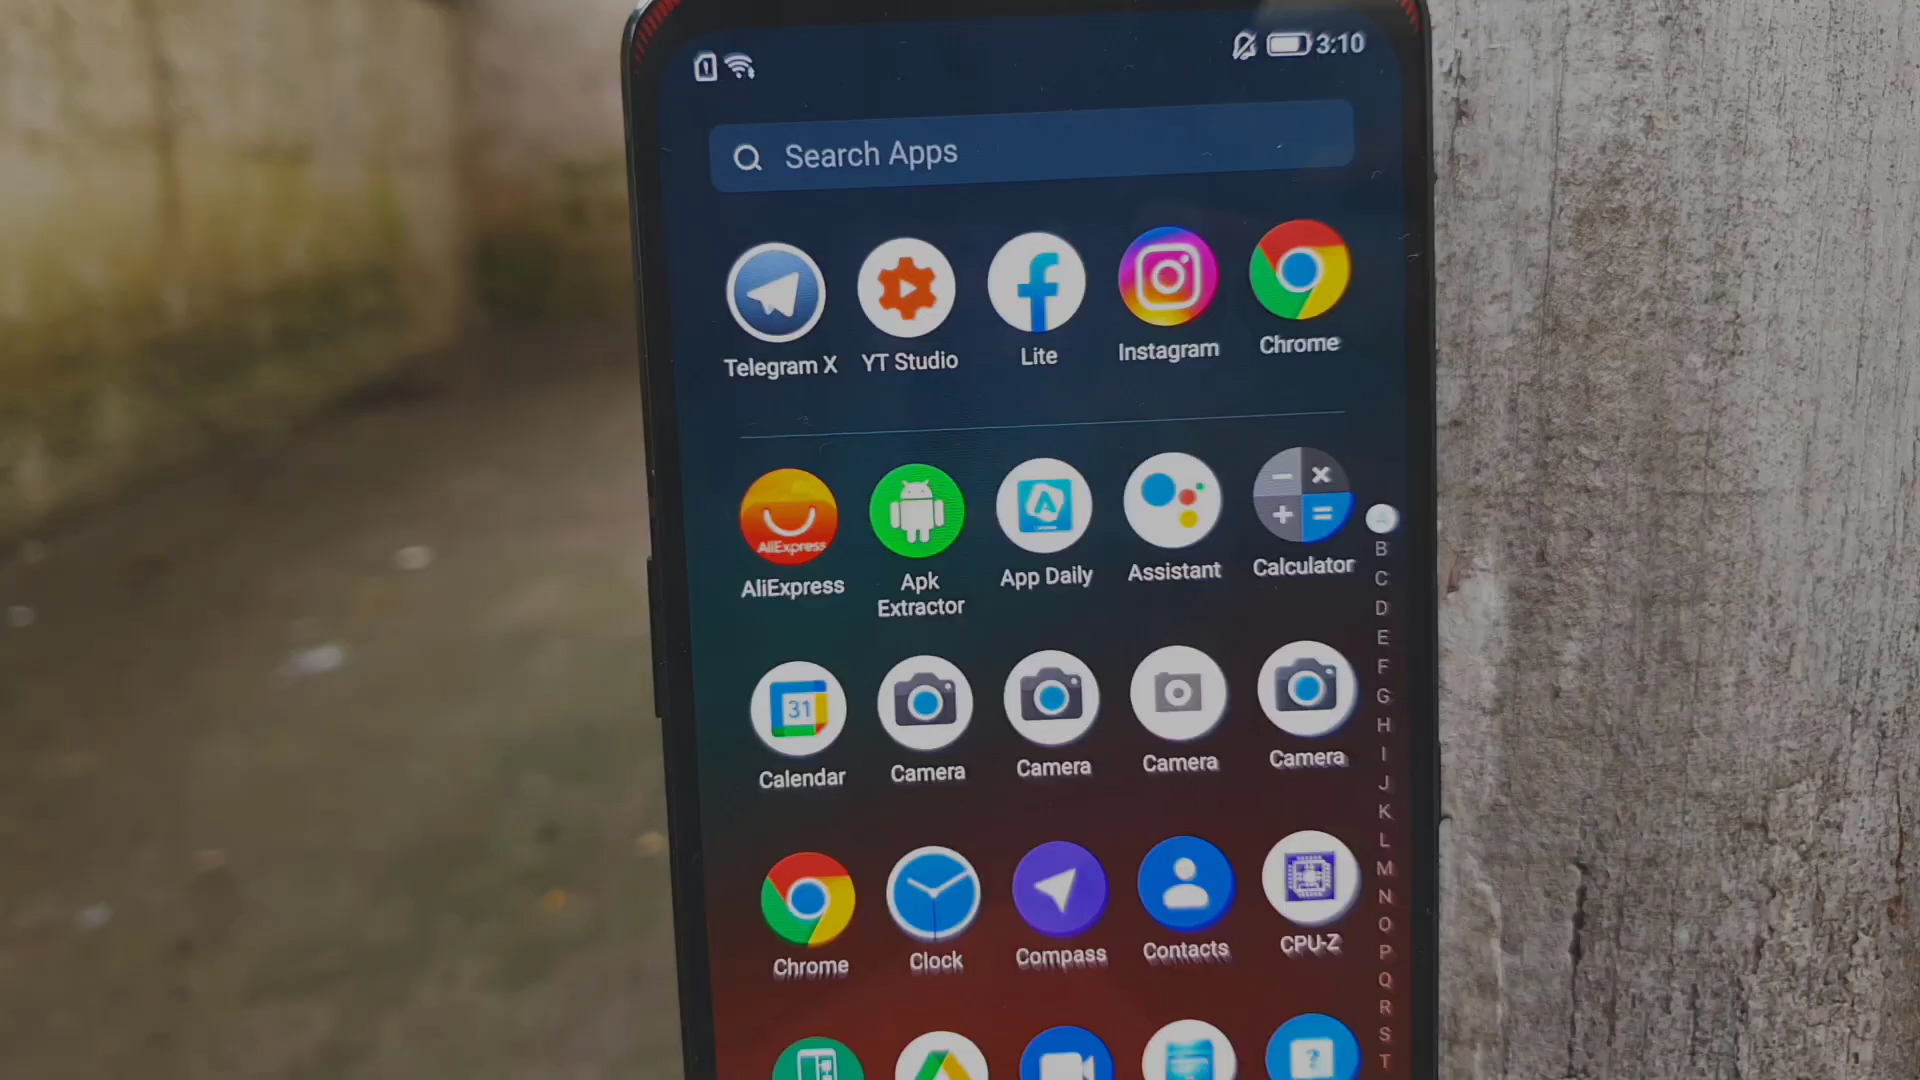 3:10
Search Apps
Telegram X
YT Studio
Lite
Instagram
Chrome
AliExpress
AliExpress
Apk
Extractor
App Daily
Assistant
Calculator
31
Calendar
Camera
Camera
Camera
Camera
Chrome
Clock
Compass
Contacts
CPU-Z
B
C
D
E
F
G
H
I
J
K
L
M
N
O
P
Q
R
S
T